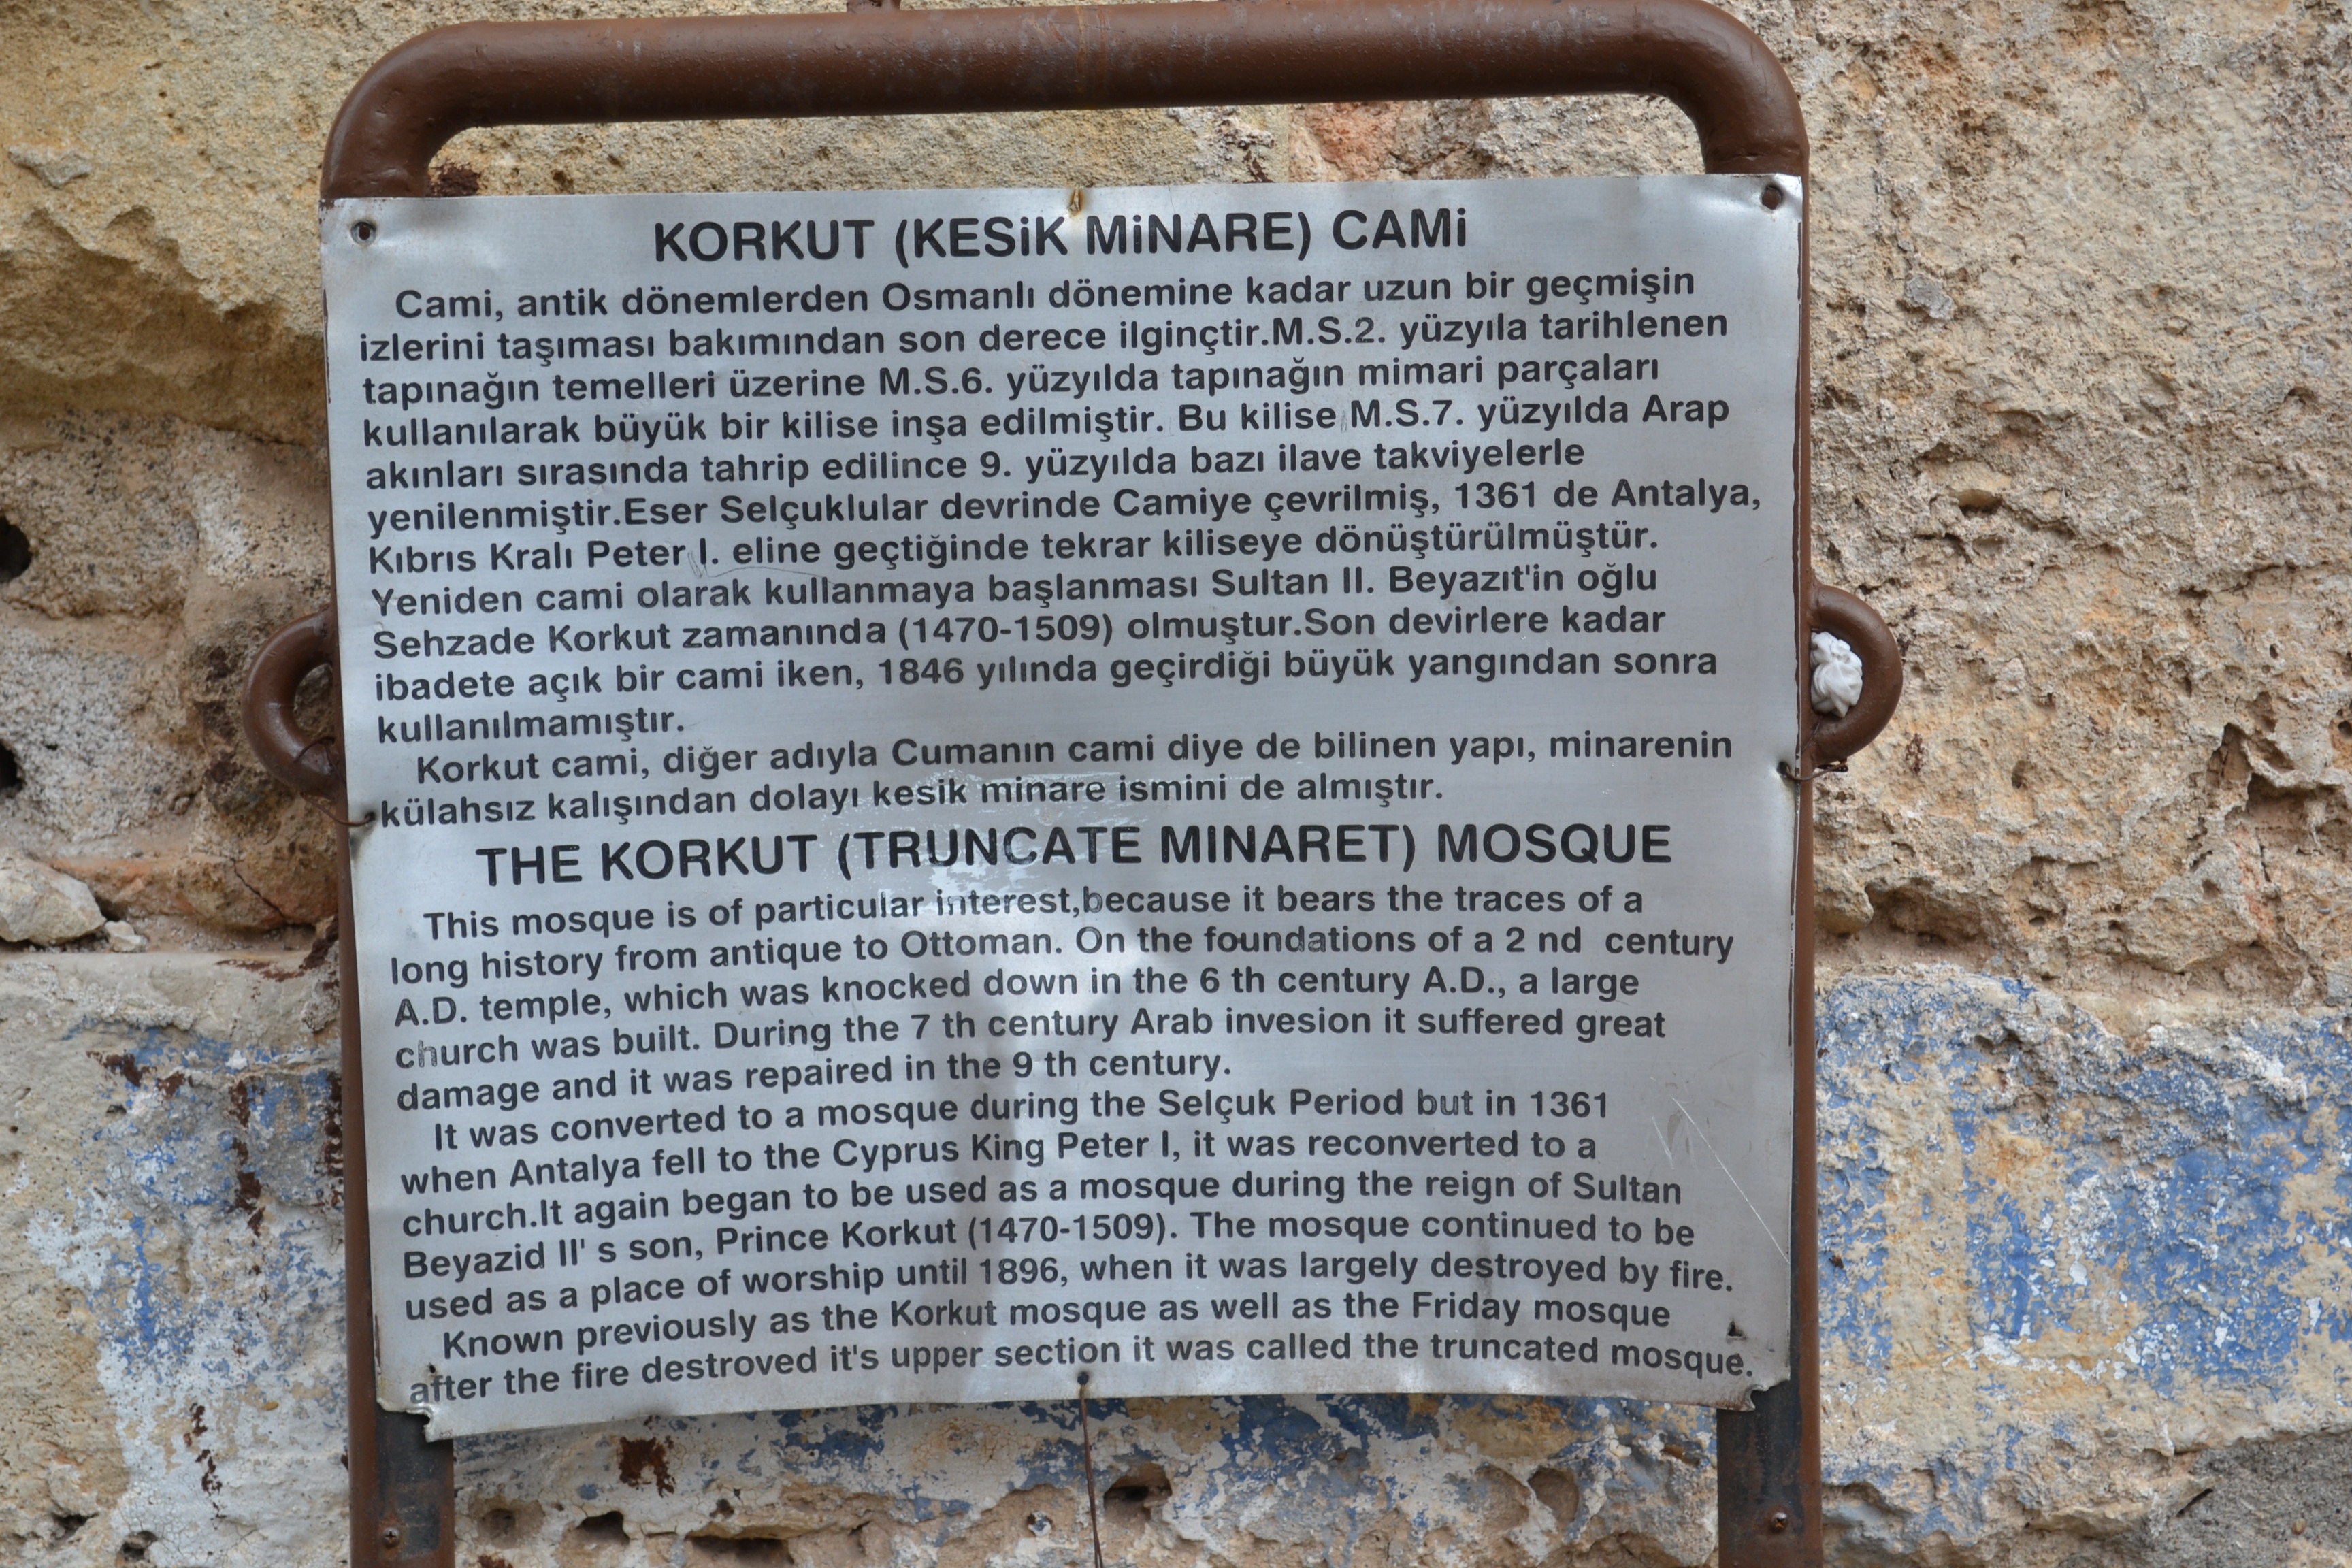 KORKUT (KESiK MiNARE) CAMi
Cami, antik dönemlerden Osmanlı dönemine kadar uzun bir geçmişin
izlerini taşıması bakımından son derece ilginçtir.M.S.2. yüzyıla tarihlenen
tapınağın temelleri üzerine M.S.6. yüzyılda tapınağın mimari parçaları
kullanılarak büyük bir kilise inşa edilmiştir. Bu kilise M.S.7. yüzyılda Arap
akınları sırasında tahrip edilince 9. yüzyılda bazı ilave takviyelerle
yenilenmiştir.Eser Selçuklular devrinde Camiye çevrilmiş, 1361 de Antalya,
Kıbrıs Kralı Peter I. eline geçtiğinde tekrar kiliseye dönüştürülmüştür.
Yeniden cami olarak kullanmaya başlanması Sultan II. Beyazıt'in oğlu
Sehzade Korkut zamanında (1470-1509) olmuştur.Son devirlere kadar
ibadete açık bir cami iken, 1846 yılında geçirdiği büyük yangından sonra
kullanılmamıştır.
Korkut cami, diğer adıyla Cumanın cami diye de bilinen yapı, minarenin
külahsız kalışından dolayı kesik minare ismini de almıştır.
THE KORKUT (TRUNCATE MINARET) MOSQUE
This mosque is of particular interest,because it bears the traces of a
long history from antique to Ottoman. On the foundations of a 2 nd century
A.D. temple, which was knocked down in the 6 th century A.D., a large
church was built. During the 7 th century Arab invesion it suffered great
damage and it was repaired in the 9 th century.
It was converted to a mosque during the Selçuk Period but in 1361
when Antalya fell to the Cyprus King Peter I, it was reconverted to a
church.It again began to be used as a mosque during the reign of Sultan
Beyazid II' s son, Prince Korkut (1470-1509). The mosque continued to be
used as a place of worship until 1896, when it was largely destroyed by fire.
Known previously as the Korkut mosque as well as the Friday mosque
after the fire destroved it's upper section it was called the truncated mosque.